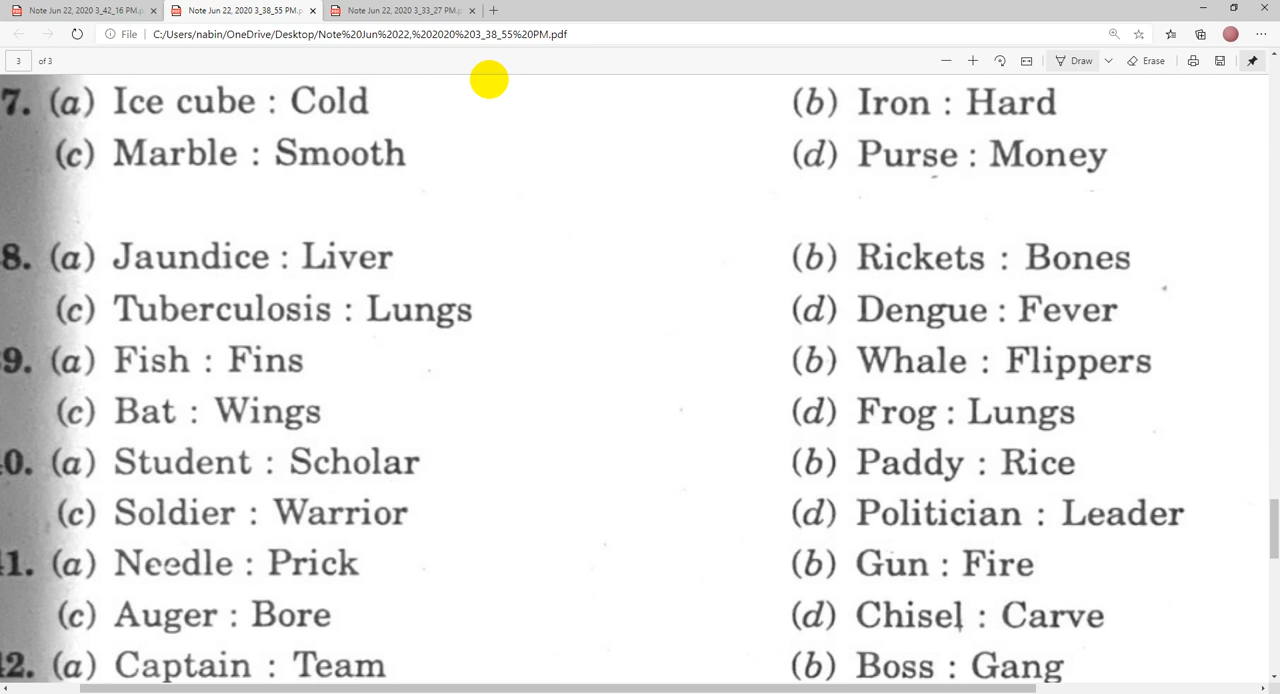 Note Jun 22, 2020 3_42_16 PM.p Note Jun 22, 2020 3_38_55 PM.p Note Jun 22, 2020 3_33_27 PM.p
File C:/Users/nabin/OneDrive/Desktop/Note%20Jun%2022,%202020%203_38_55%20PM.pdf
3 of 3 Draw Erase
7. (a) Ice cube : Cold (b) Iron : Hard
(c) Marble : Smooth (d) Purse : Money
8. (a) Jaundice : Liver (b) Rickets : Bones
(c) Tuberculosis : Lungs (d) Dengue : Fever
9. (a) Fish : Fins (b) Whale : Flippers
(c) Bat : Wings (d) Frog : Lungs
0. (a) Student : Scholar (b) Paddy : Rice
(c) Soldier : Warrior (d) Politician : Leader
1. (a) Needle : Prick (b) Gun : Fire
(c) Auger : Bore (d) Chisel : Carve
2. (a) Captain : Team (b) Boss : Gang